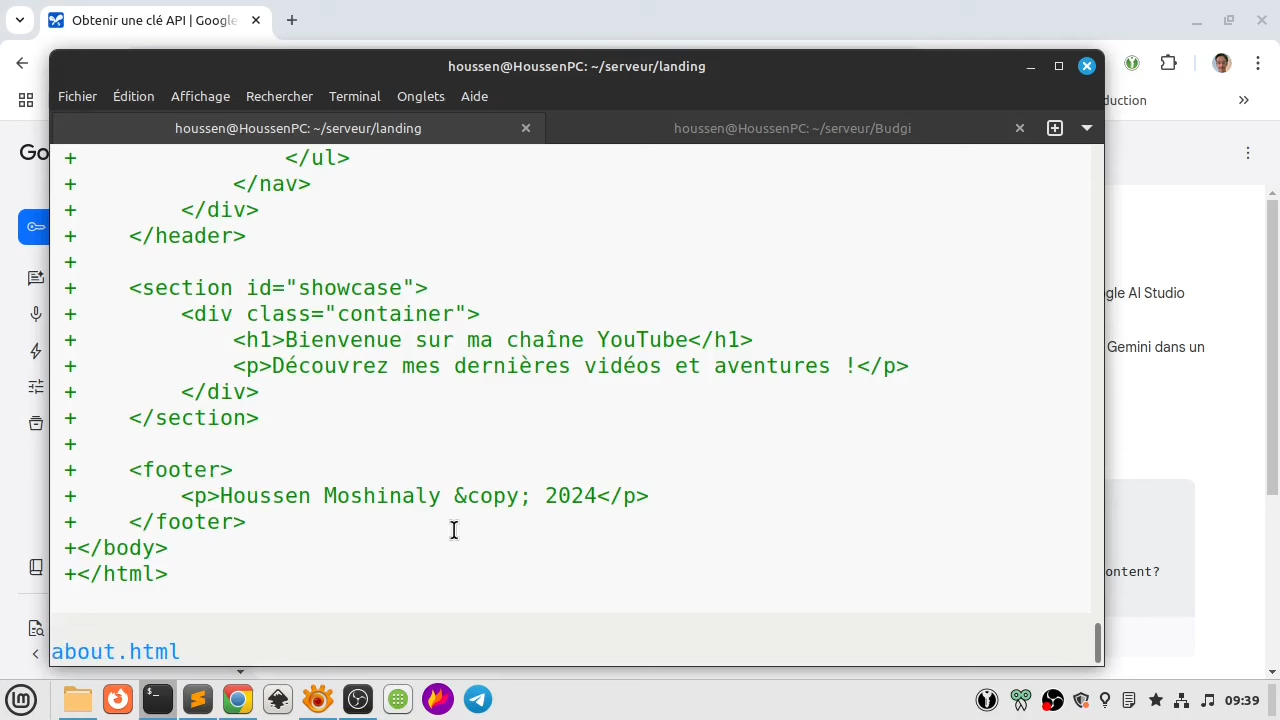 Obtenir une clé API | Google
houssen@HoussenPC: ~/serveur/landing
Fichier Édition Affichage Rechercher Terminal Onglets Aide
duction
houssen@HoussenPC: ~/serveur/landing
houssen@HoussenPC: ~/serveur/Budgi
Go
+                </ul>
+            </nav>
+        </div>
+    </header>
+
+    <section id="showcase">
+        <div class="container">
+            <h1>Bienvenue sur ma chaîne YouTube</h1>
+            <p>Découvrez mes dernières vidéos et aventures !</p>
+        </div>
+    </section>
+
+    <footer>
+        <p>Houssen Moshinaly &copy; 2024</p>
+    </footer>
+</body>
+</html>
gle AI Studio
Gemini dans un
ontent?
about.html
$_
09:39